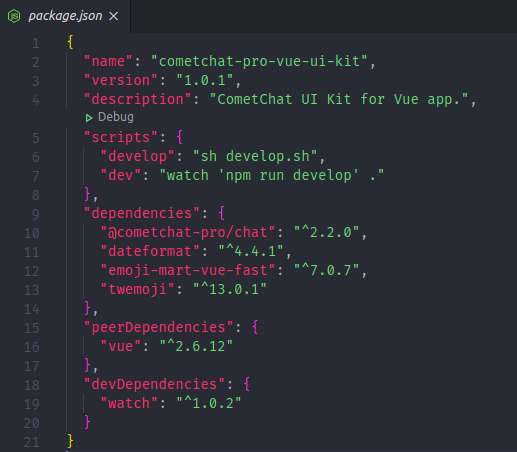 package.json ×
1 {
2 "name": "cometchat-pro-vue-ui-kit",
3 "version": "1.0.1",
4 "description": "CometChat UI Kit for Vue app.",
Debug
5 "scripts": {
6 "develop": "sh develop.sh",
7 "dev": "watch 'npm run develop' ."
8 },
9 "dependencies": {
10 "@cometchat-pro/chat": "^2.2.0",
11 "dateformat": "^4.4.1",
12 "emoji-mart-vue-fast": "^7.0.7",
13 "twemoji": "^13.0.1"
14 },
15 "peerDependencies": {
16 "vue": "^2.6.12"
17 },
18 "devDependencies": {
19 "watch": "^1.0.2"
20 }
21 }